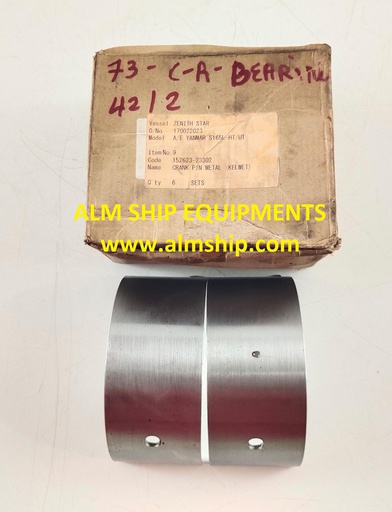 73 - C-A- BEARING
42/2
Vessel ZENITH STAR
O/No. 179022023
Model A/E YANMAR S165L-HT/UT
Item No 9
Code 152623-23302
Name CRANK PIN METAL (KELMET)
Q'ty 6 SETS
ALM SHIP EQUIPMENTS
www.almship.com